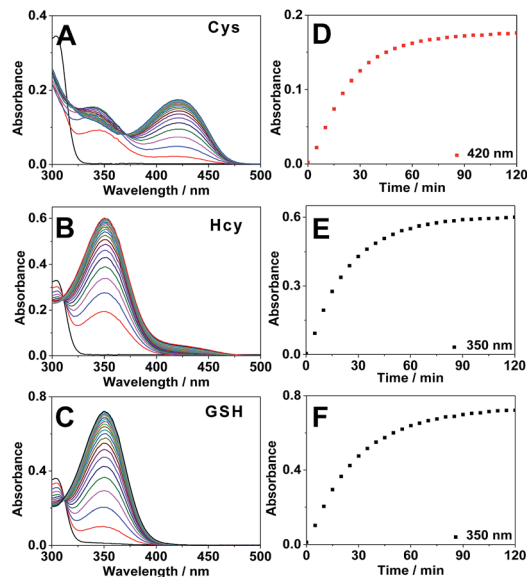 A
Cys
Absorbance
0.4
0.2
0.0
300 350 400 450 500
Wavelength / nm
D
Absorbance
0.2
0.1
0.0
0 30 60 90 120
Time / min
420 nm
B
Hcy
Absorbance
0.6
0.4
0.2
0.0
300 350 400 450 500
Wavelength / nm
E
Absorbance
0.6
0.3
0.0
0 30 60 90 120
Time / min
350 nm
C
GSH
Absorbance
0.8
0.4
0.0
300 350 400 450 500
Wavelength / nm
F
Absorbance
0.8
0.4
0.0
0 30 60 90 120
Time / min
350 nm